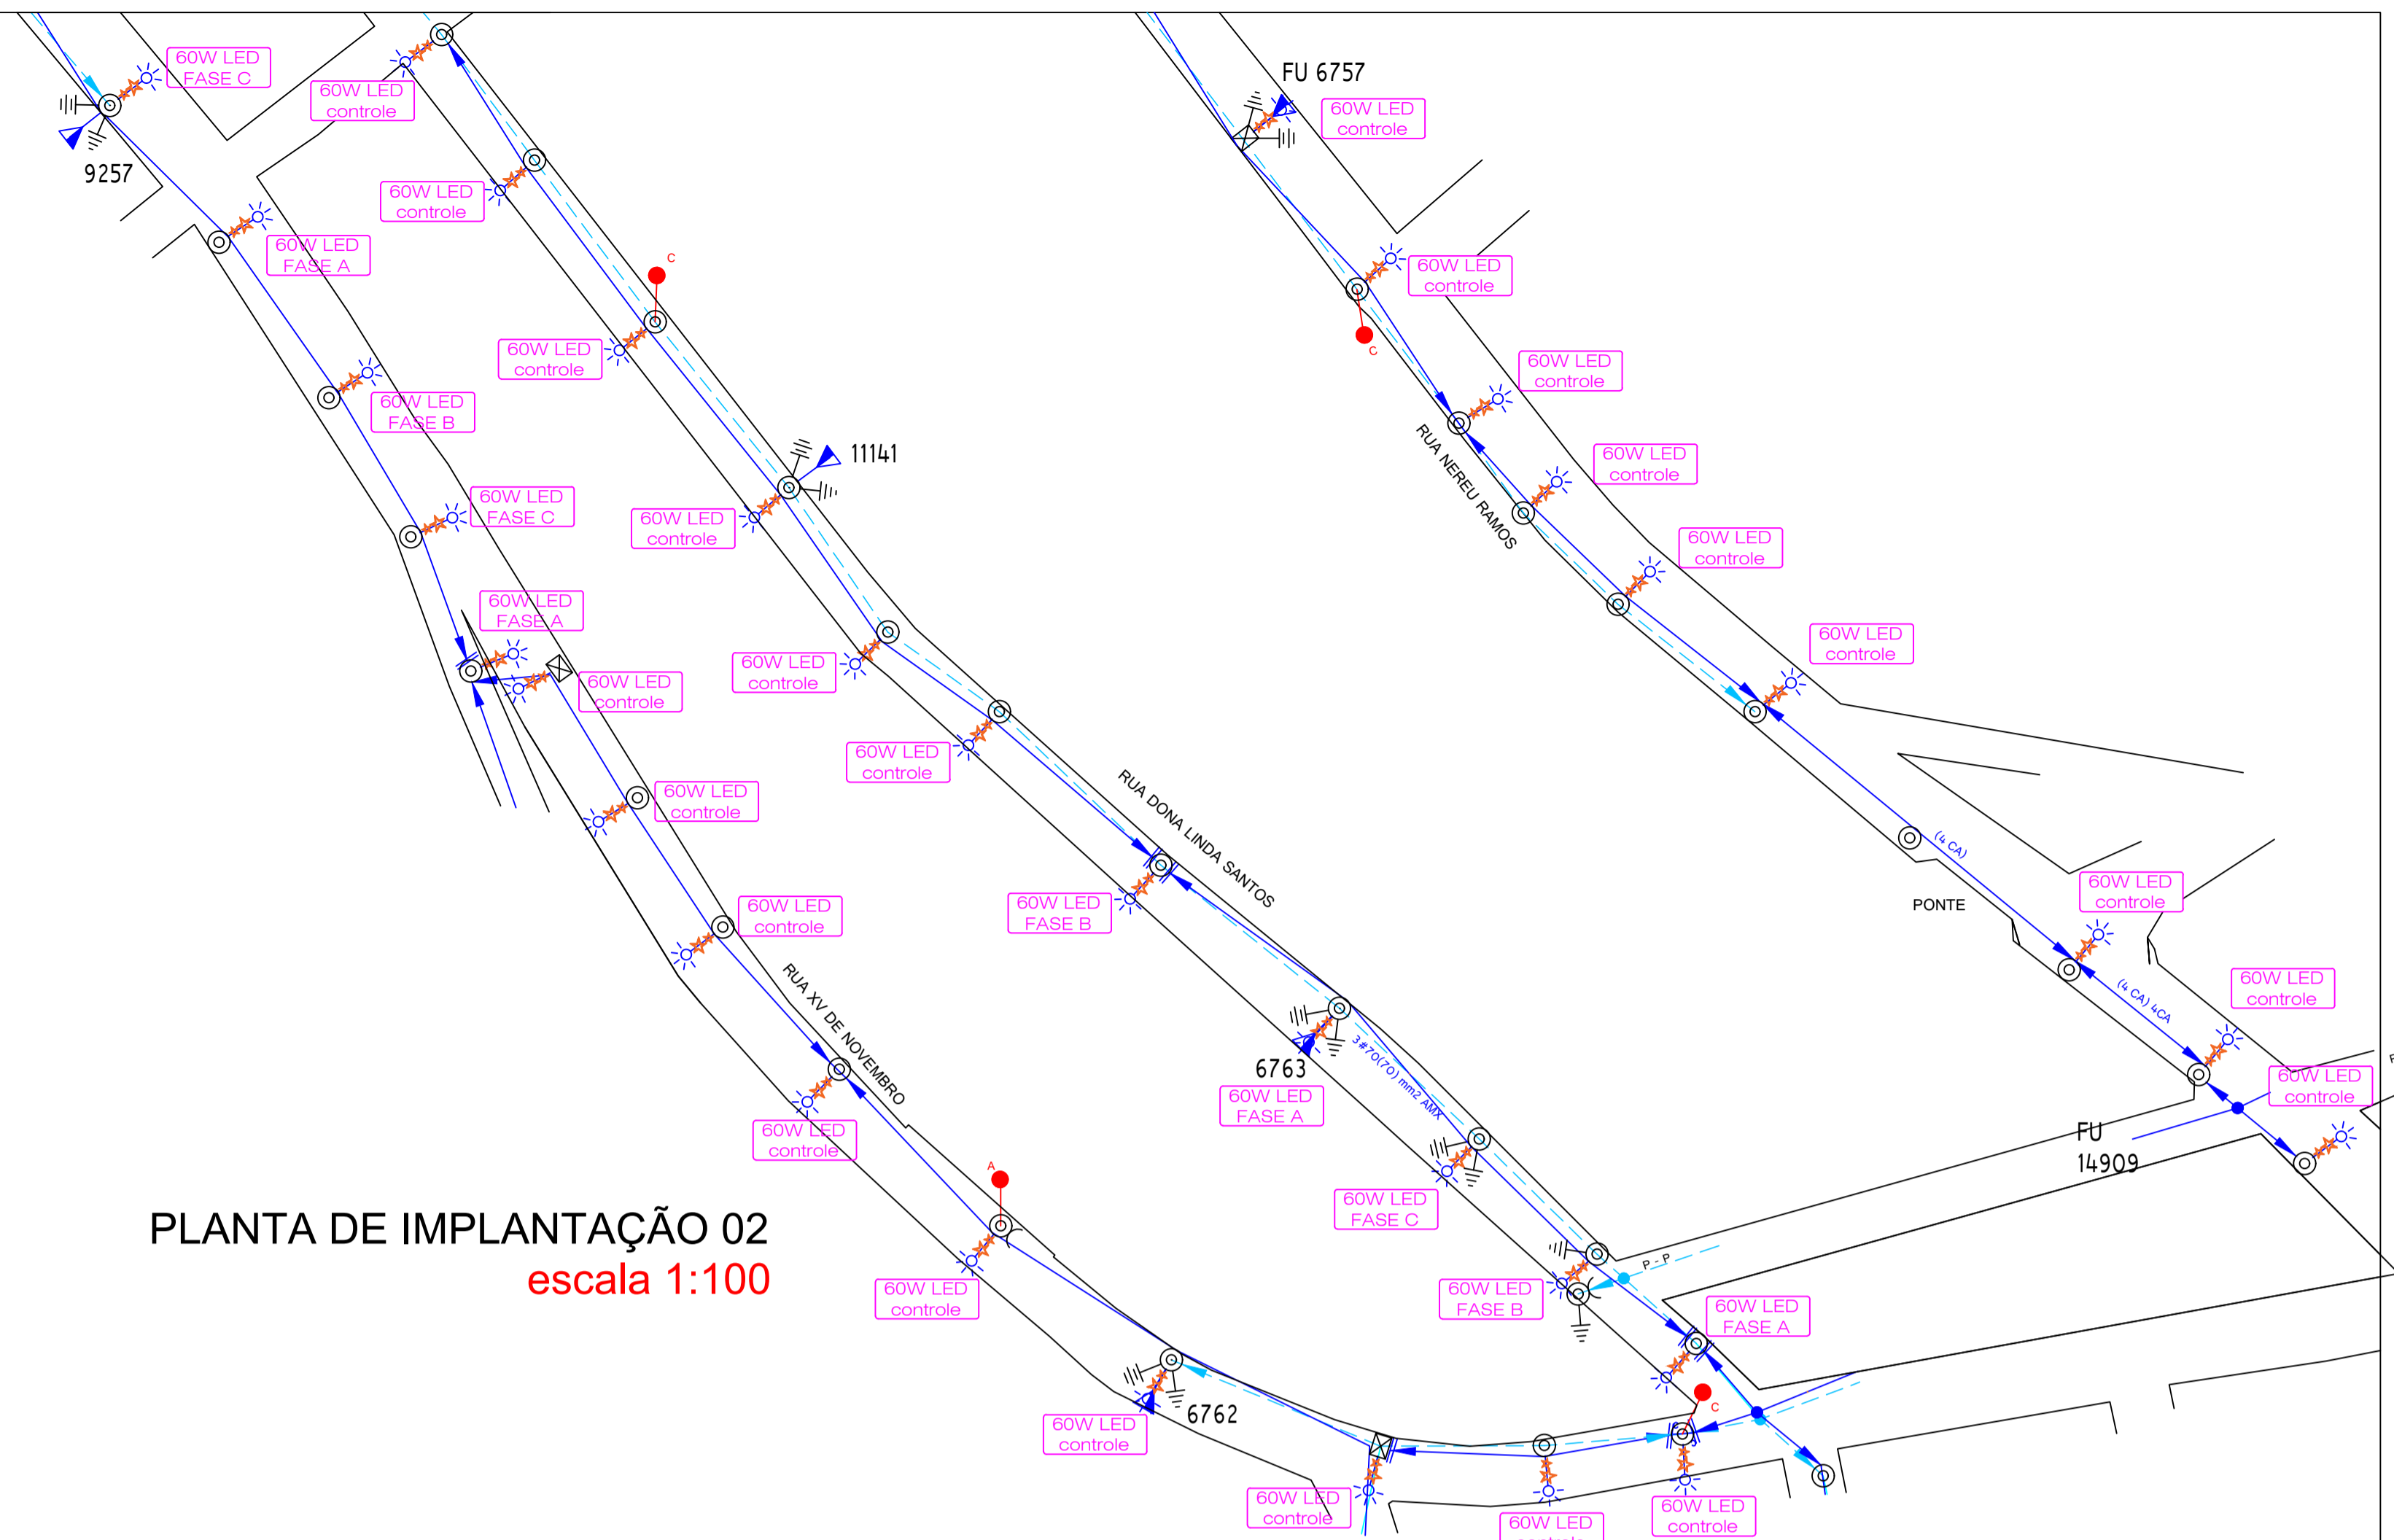 60W LED
FASE C
9257
60W LED
controle
FU 6757
60W LED
controle
60W LED
controle
60W LED
FASE A
C
60W LED
controle
C
60W LED
controle
60W LED
controle
60W LED
FASE B
11141
60W LED
controle
RUA NEREU RAMOS
60W LED
FASE C
60W LED
controle
60W LED
controle
60W LED
FASE A
60W LED
controle
60W LED
controle
60W LED
controle
60W LED
controle
60W LED
controle
RUA DONA LINDA SANTOS
(4 CA)
60W LED
controle
60W LED
FASE B
60W LED
controle
PONTE
RUA XV DE NOVEMBRO
(4 CA) 4CA
60W LED
controle
6763
3#70(70) mm2 AMX
60W LED
FASE A
60W LED
controle
60W LED
controle
FU
14909
A
60W LED
FASE C
PLANTA DE IMPLANTAÇÃO 02
escala 1:100
60W LED
controle
P - P
60W LED
FASE B
60W LED
FASE A
C
6762
60W LED
controle
60W LED
controle
60W LED
controle
60W LED